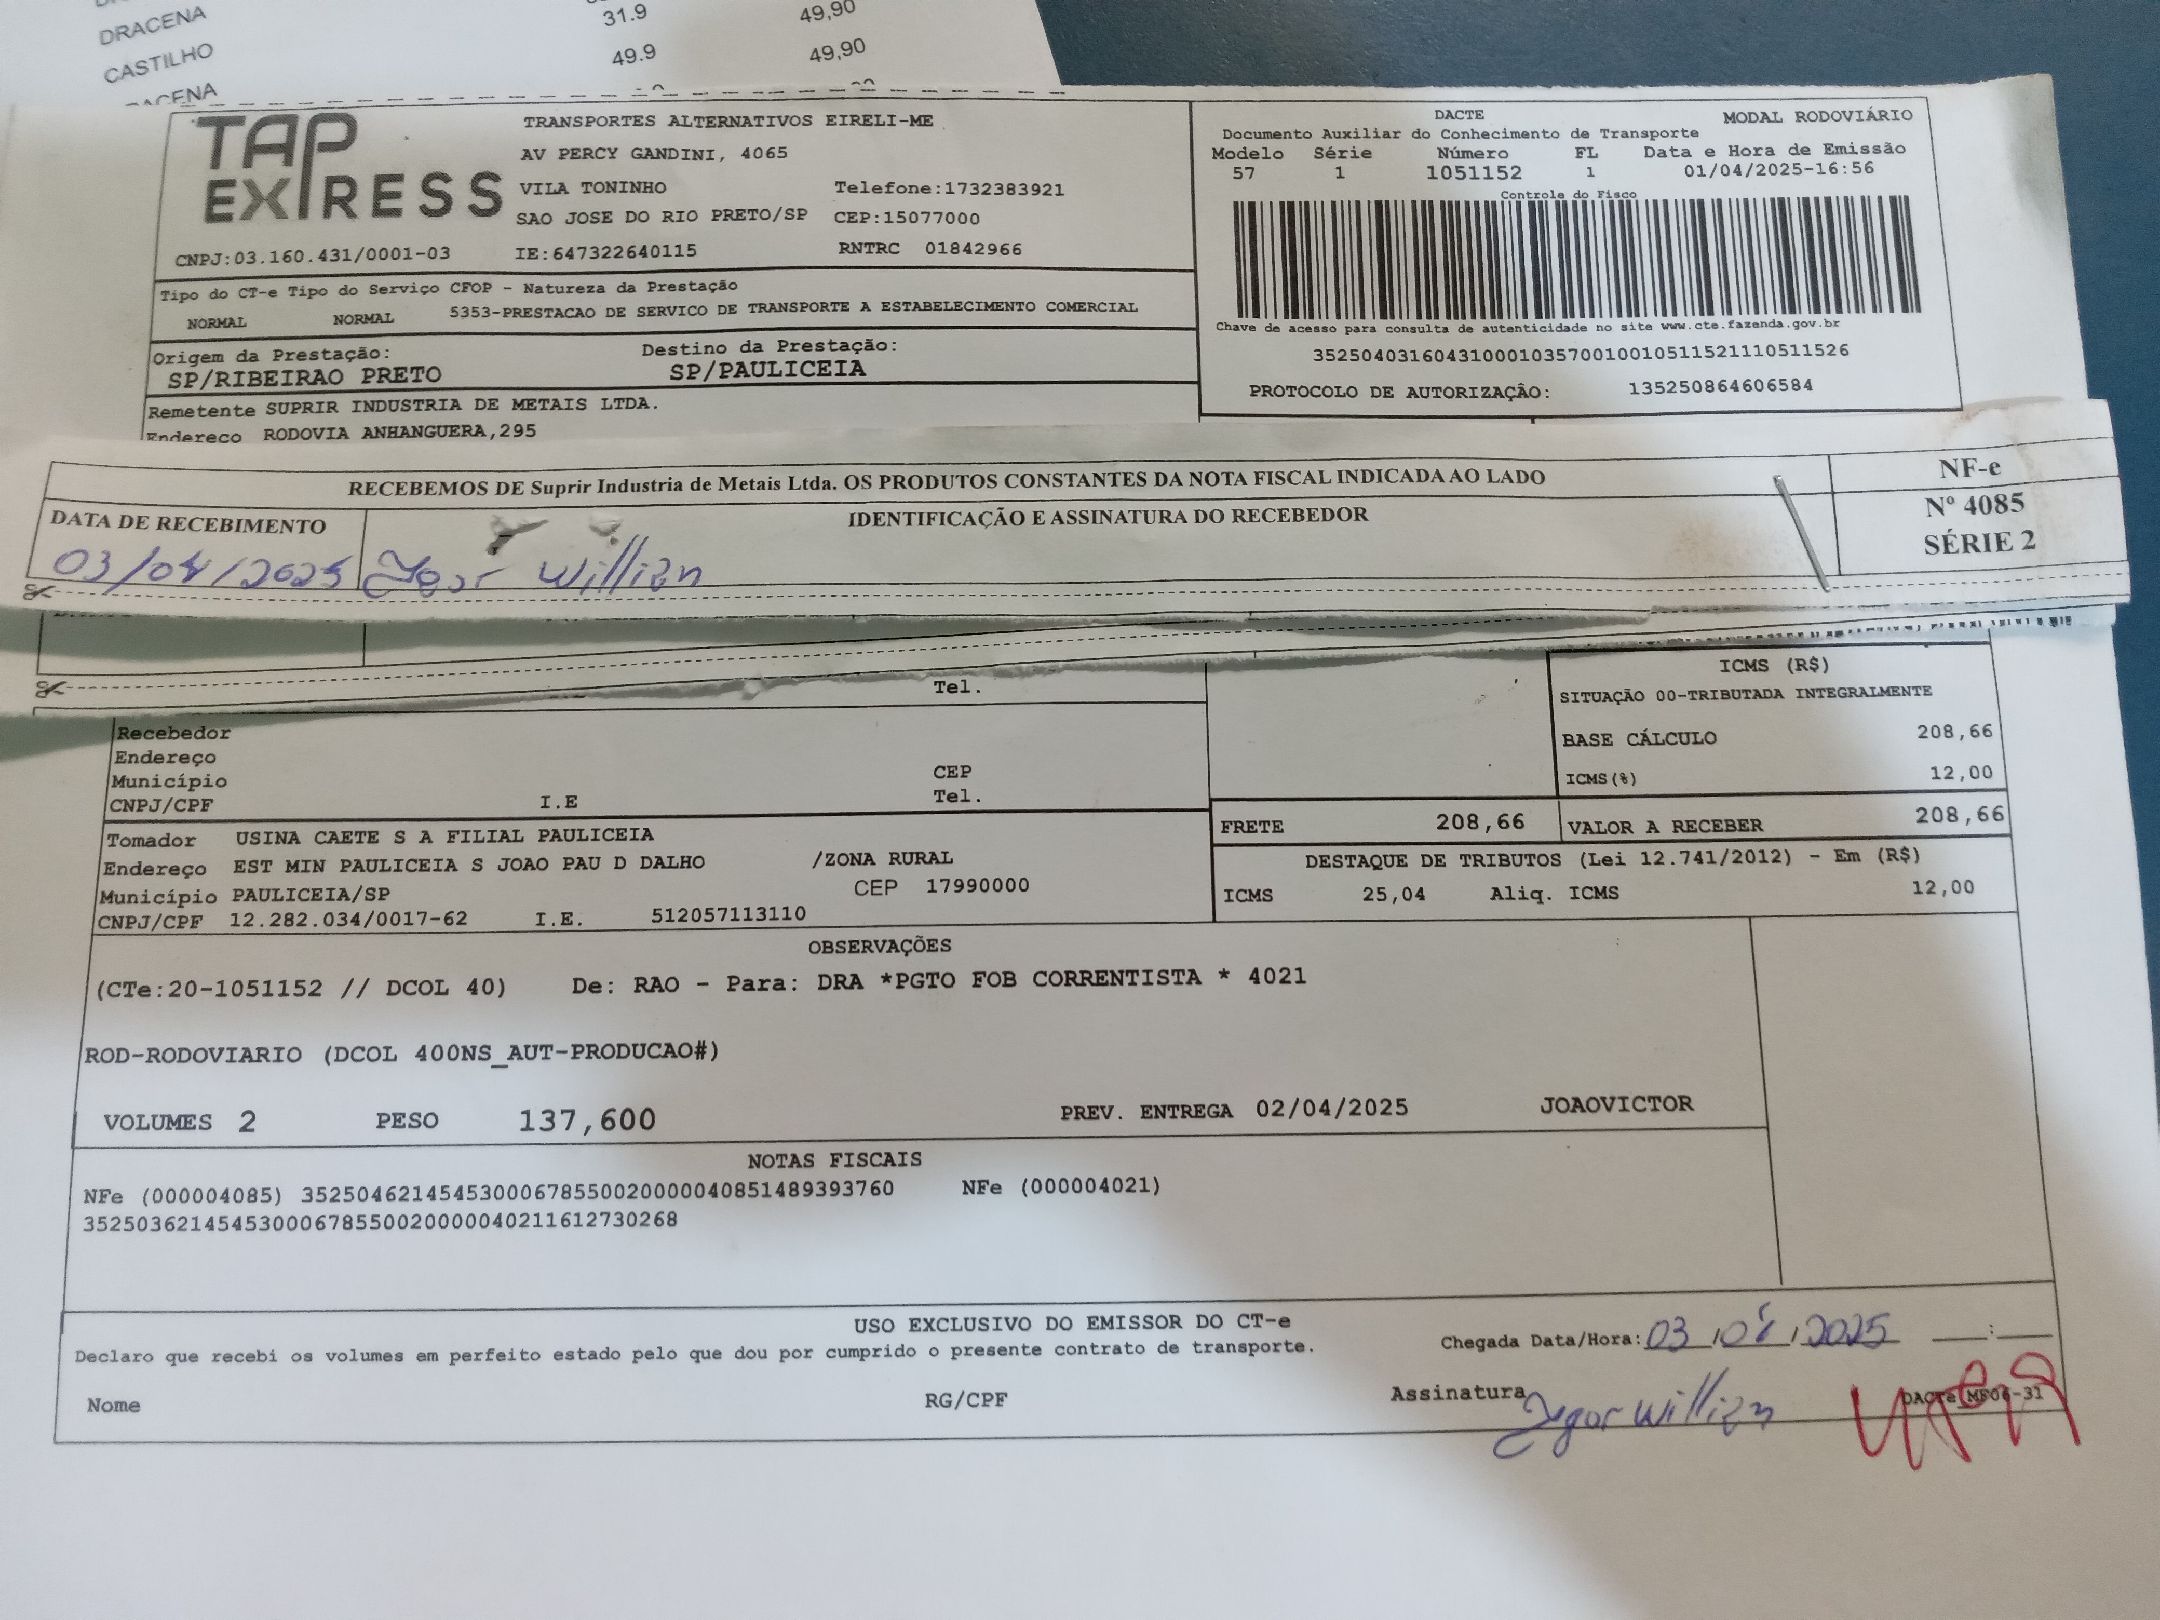 DRACENA 31.9 49,90
CASTILHO 49.9 49,90
TAP EXPRESS
TRANSPORTES ALTERNATIVOS EIRELI-ME
AV PERCY GANDINI, 4065
VILA TONINHO Telefone:1732383921
SAO JOSE DO RIO PRETO/SP CEP:15077000
CNPJ:03.160.431/0001-03 IE:647322640115 RNTRC 01842966
DACTE MODAL RODOVIÁRIO
Documento Auxiliar do Conhecimento de Transporte
Modelo Série Número FL Data e Hora de Emissão
57 1 1051152 1 01/04/2025-16:56
Controle do Fisco
Chave de acesso para consulta de autenticidade no site www.cte.fazenda.gov.br
35250403160431000103570010010511521110511526
PROTOCOLO DE AUTORIZAÇÃO: 135250864606584
Tipo do CT-e Tipo do Serviço CFOP - Natureza da Prestação
NORMAL NORMAL 5353-PRESTACAO DE SERVICO DE TRANSPORTE A ESTABELECIMENTO COMERCIAL
Origem da Prestação: Destino da Prestação:
SP/RIBEIRAO PRETO SP/PAULICEIA
Remetente SUPRIR INDUSTRIA DE METAIS LTDA.
Endereço RODOVIA ANHANGUERA,295
RECEBEMOS DE Suprir Industria de Metais Ltda. OS PRODUTOS CONSTANTES DA NOTA FISCAL INDICADA AO LADO
DATA DE RECEBIMENTO IDENTIFICAÇÃO E ASSINATURA DO RECEBEDOR
03/04/2025 Igor Willian
NF-e
Nº 4085
SÉRIE 2
Tel.
Recebedor
Endereço
Município CEP
CNPJ/CPF I.E Tel.
ICMS (R$)
SITUAÇÃO 00-TRIBUTADA INTEGRALMENTE
BASE CÁLCULO 208,66
ICMS(%) 12,00
FRETE 208,66 VALOR A RECEBER 208,66
DESTAQUE DE TRIBUTOS (Lei 12.741/2012) - Em (R$)
ICMS 25,04 Aliq. ICMS 12,00
Tomador USINA CAETE S A FILIAL PAULICEIA
Endereço EST MIN PAULICEIA S JOAO PAU D DALHO /ZONA RURAL
Município PAULICEIA/SP CEP 17990000
CNPJ/CPF 12.282.034/0017-62 I.E. 512057113110
OBSERVAÇÕES
(CTe:20-1051152 // DCOL 40) De: RAO - Para: DRA *PGTO FOB CORRENTISTA * 4021
ROD-RODOVIARIO (DCOL 400NS_AUT-PRODUCAO#)
VOLUMES 2 PESO 137,600 PREV. ENTREGA 02/04/2025 JOAOVICTOR
NOTAS FISCAIS
NFe (000004085) 35250462145453000678550020000040851489393760 NFe (000004021)
35250362145453000678550020000040211612730268
USO EXCLUSIVO DO EMISSOR DO CT-e
Declaro que recebi os volumes em perfeito estado pelo que dou por cumprido o presente contrato de transporte.
Chegada Data/Hora: 03/04/2025 __:__
Nome RG/CPF Assinatura Igor Willian